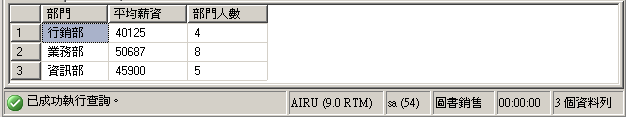 部門 平均薪資 部門人數
1 行銷部 40125 4
2 業務部 50687 8
3 資訊部 45900 5
已成功執行查詢。 AIRU (9.0 RTM) sa (54) 圖書銷售 00:00:00 3 個資料列